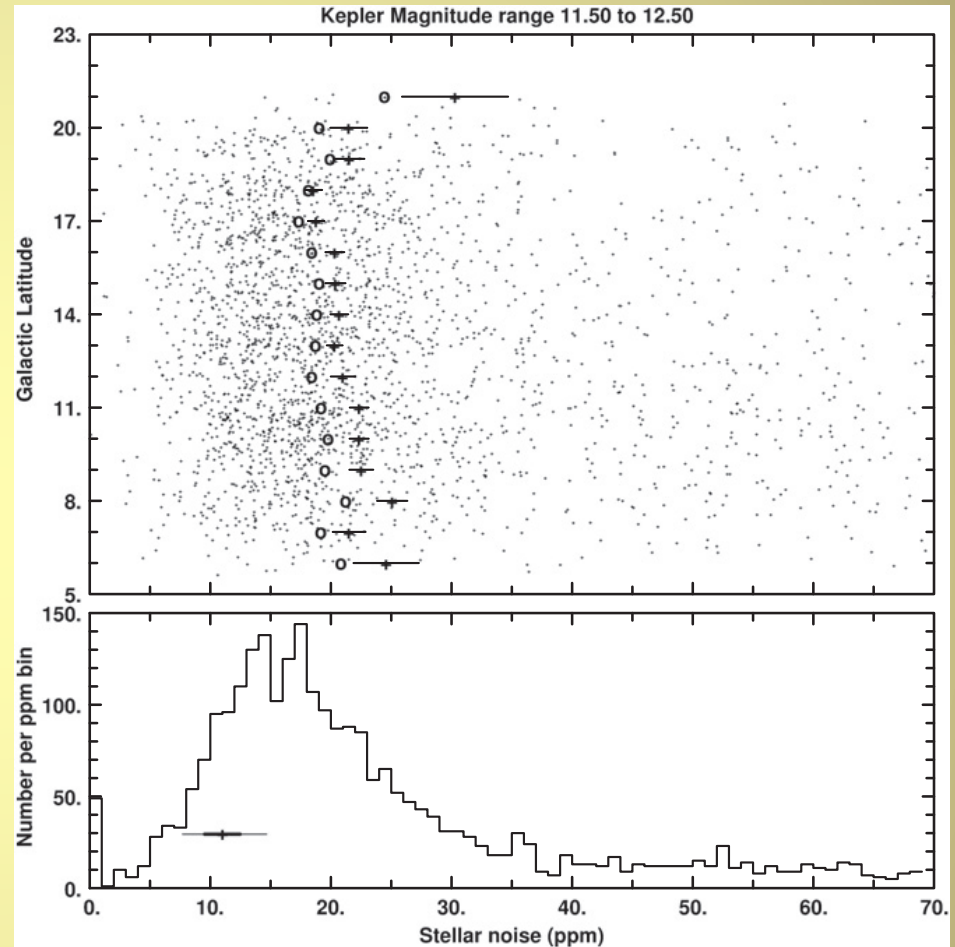 Kepler Magnitude range 11.50 to 12.50
23.
20.
17.
14.
11.
8.
5.
Galactic Latitude
150.
100.
50.
0.
Number per ppm bin
0. 10. 20. 30. 40. 50. 60. 70.
Stellar noise (ppm)